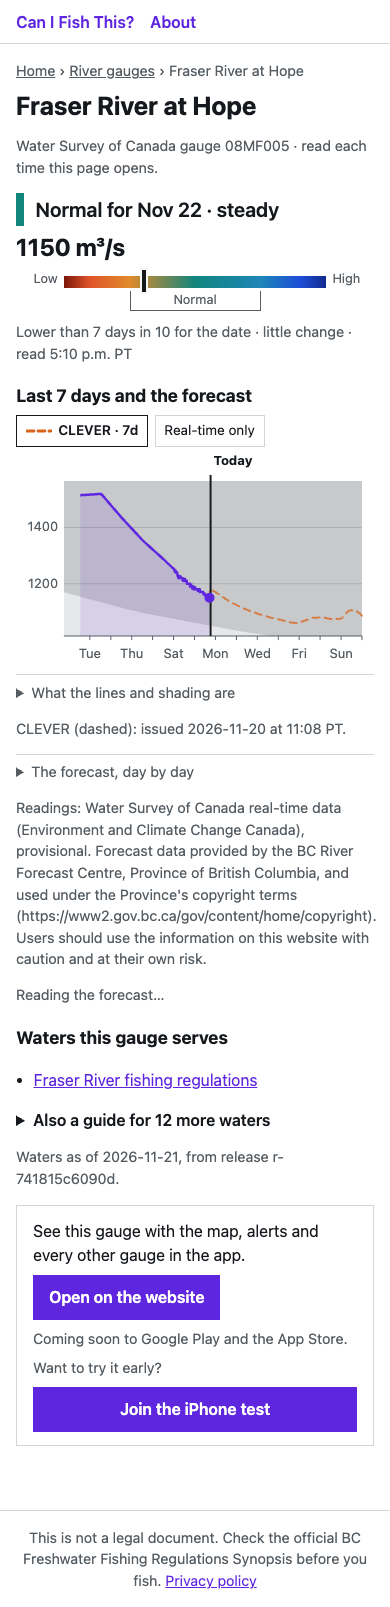 Can I Fish This? About
Home › River gauges › Fraser River at Hope
Fraser River at Hope
Water Survey of Canada gauge 08MF005 · read each
time this page opens.
Normal for Nov 22 · steady
1150 m³/s
Low High
Normal
Lower than 7 days in 10 for the date · little change ·
read 5:10 p.m. PT
Last 7 days and the forecast
CLEVER · 7d Real-time only
Today
1400
1200
Tue Thu Sat Mon Wed Fri Sun
▶ What the lines and shading are
CLEVER (dashed): issued 2026-11-20 at 11:08 PT.
▶ The forecast, day by day
Readings: Water Survey of Canada real-time data
(Environment and Climate Change Canada),
provisional. Forecast data provided by the BC River
Forecast Centre, Province of British Columbia, and
used under the Province's copyright terms
(https://www2.gov.bc.ca/gov/content/home/copyright).
Users should use the information on this website with
caution and at their own risk.
Reading the forecast…
Waters this gauge serves
• Fraser River fishing regulations
▶ Also a guide for 12 more waters
Waters as of 2026-11-21, from release r-
741815c6090d.
See this gauge with the map, alerts and
every other gauge in the app.
Open on the website
Coming soon to Google Play and the App Store.
Want to try it early?
Join the iPhone test
This is not a legal document. Check the official BC
Freshwater Fishing Regulations Synopsis before you
fish. Privacy policy